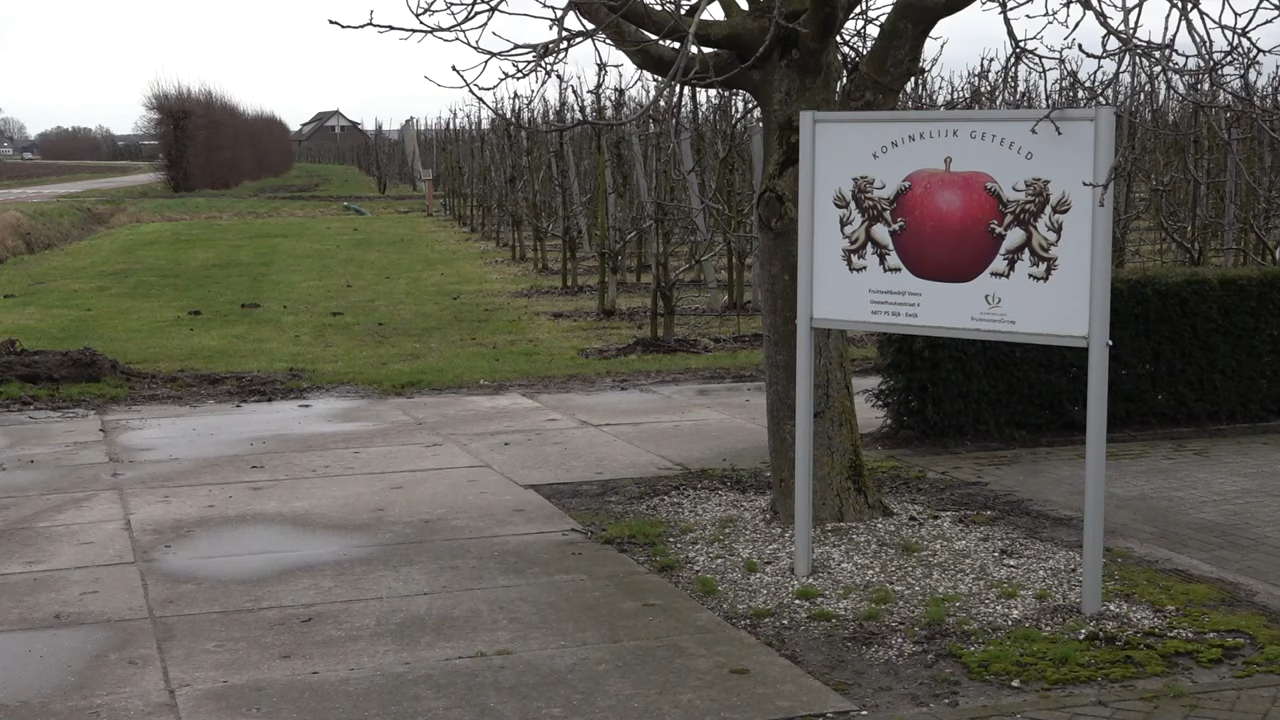 KONINKLIJK GETEELD
Fruitteeltbedrijf Veens
Oosterhoutsestraat 4
6677 PS Slijk - Ewijk
FruitmastersGroep